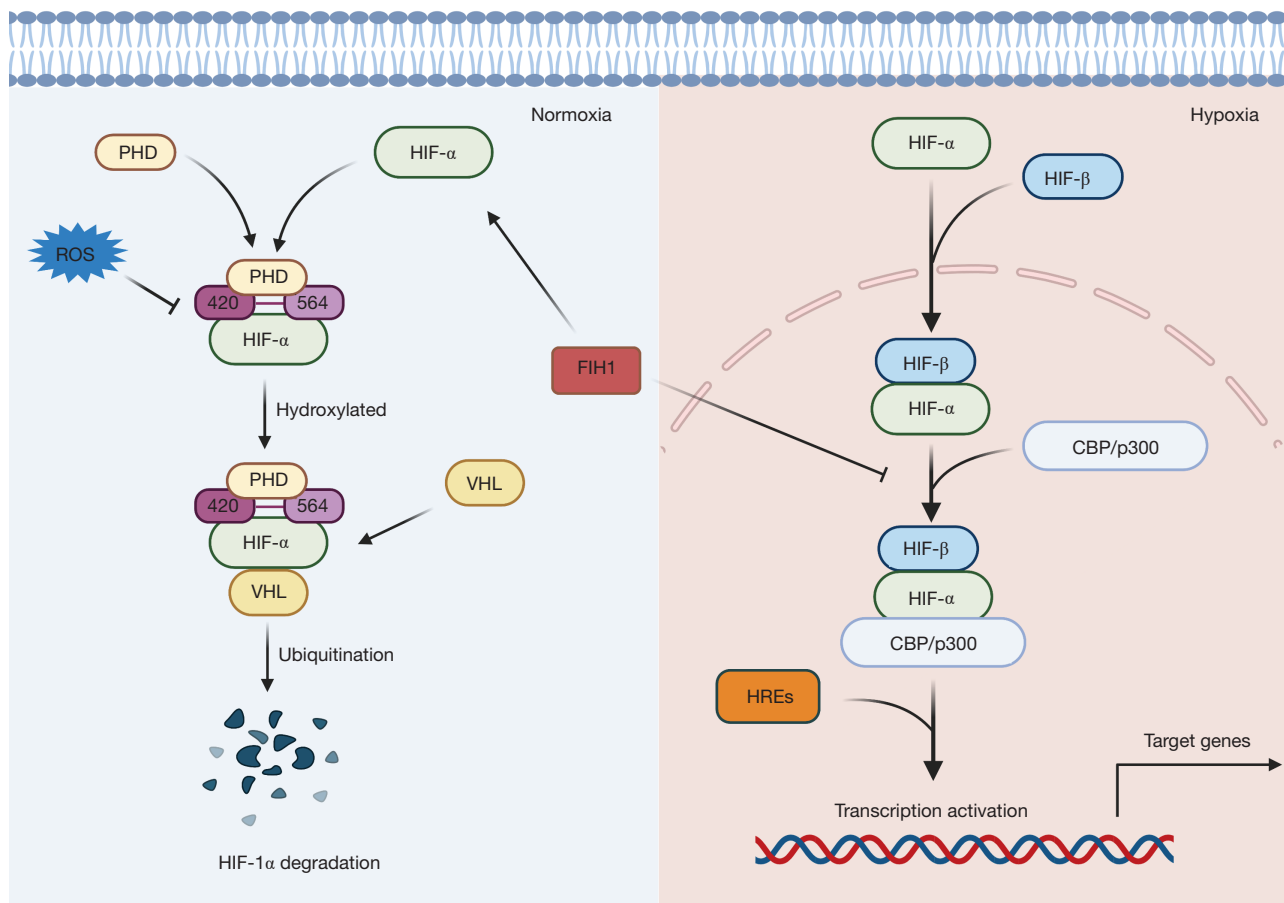 Normoxia
PHD
HIF-α
ROS
PHD
420
564
HIF-α
Hydroxylated
PHD
420
564
HIF-α
VHL
VHL
Ubiquitination
HIF-1α degradation
FIH1
Hypoxia
HIF-α
HIF-β
HIF-β
HIF-α
CBP/p300
HIF-β
HIF-α
CBP/p300
HREs
Target genes
Transcription activation